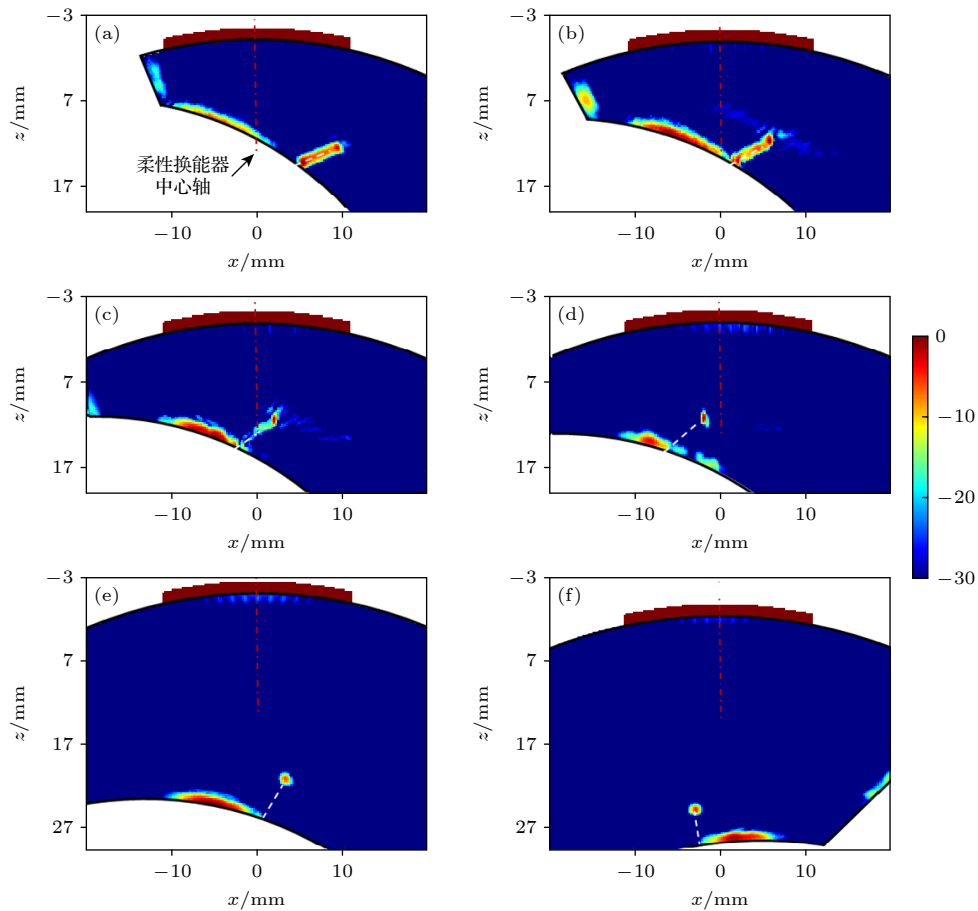 (a)
−3
7
17
z/mm
柔性换能器
中心轴
−10 0 10
x/mm
(b)
−3
7
17
z/mm
−10 0 10
x/mm
(c)
−3
7
17
z/mm
−10 0 10
x/mm
(d)
−3
7
17
z/mm
−10 0 10
x/mm
0
−10
−20
−30
(e)
−3
7
17
27
z/mm
−10 0 10
x/mm
(f)
−3
7
17
27
z/mm
−10 0 10
x/mm